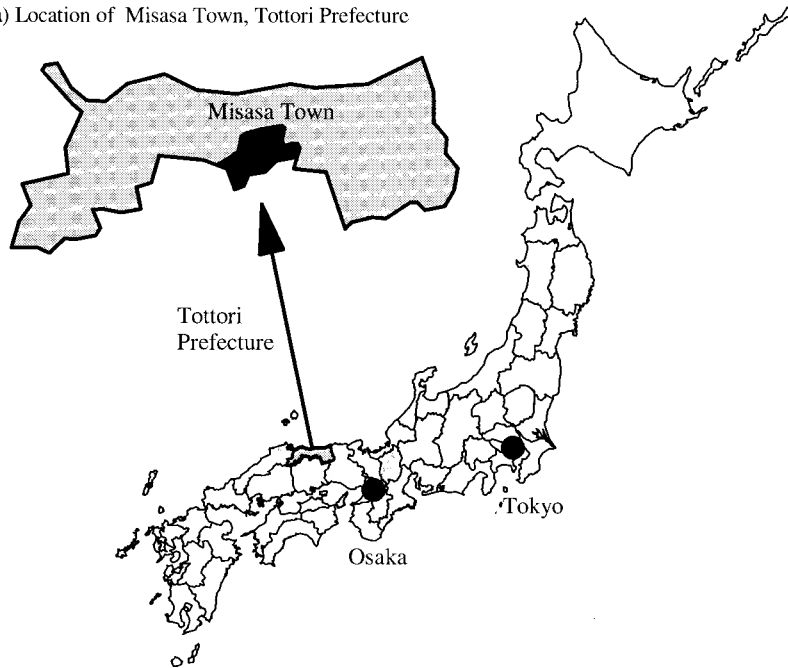 a) Location of Misasa Town, Tottori Prefecture
Misasa Town
Tottori
Prefecture
Tokyo
Osaka